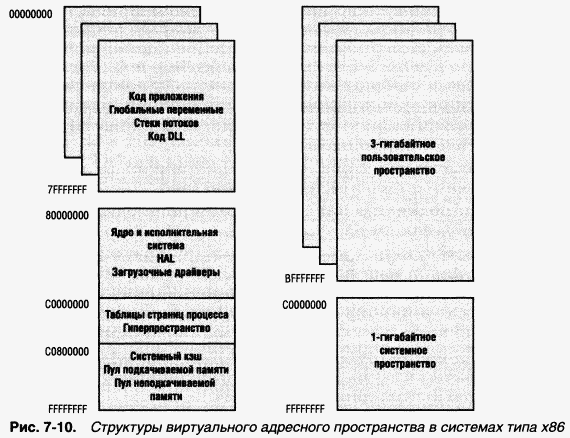 00000000
Код приложения
Глобальные переменные
Стеки потоков
Код DLL
7FFFFFFF
80000000
Ядро и исполнительная
система
HAL
Загрузочные драйверы
C0000000
Таблицы страниц процесса
Гиперпространство
C0800000
Системный кэш
Пул подкачиваемой памяти
Пул неподкачиваемой
памяти
FFFFFFFF
3-гигабайтное
пользовательское
пространство
BFFFFFFF
C0000000
1-гигабайтное
системное
пространство
FFFFFFFF
Рис. 7-10. Структуры виртуального адресного пространства в системах типа x86